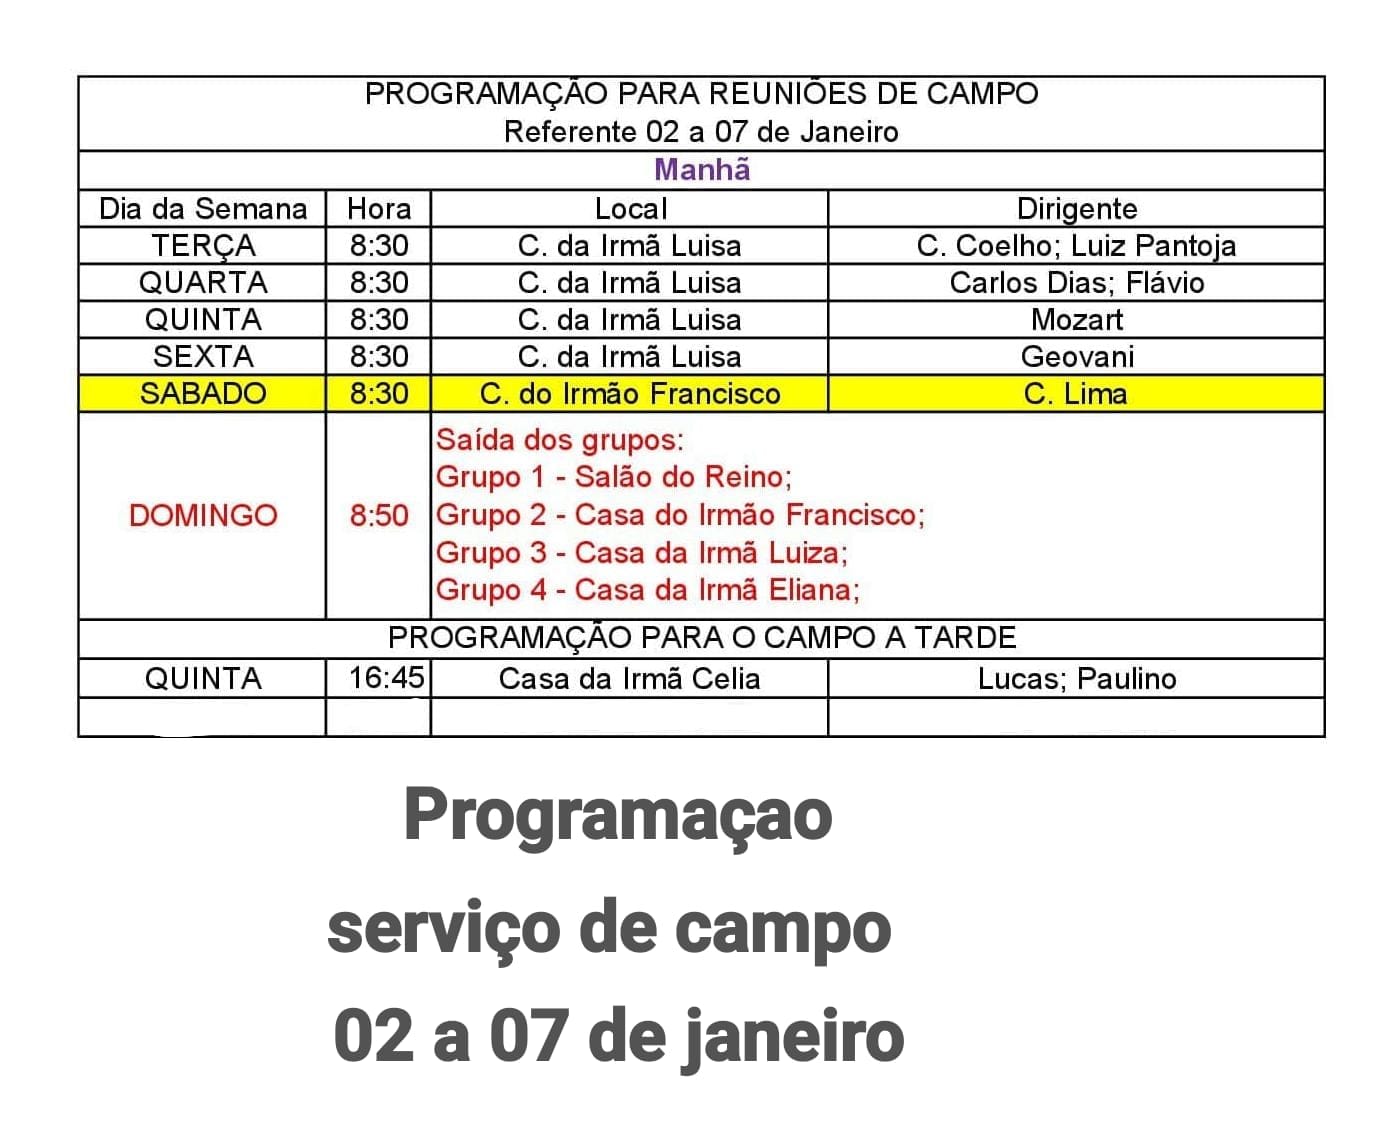 PROGRAMAÇÃO PARA REUNIÕES DE CAMPO
Referente 02 a 07 de Janeiro
Manhã
Dia da Semana Hora Local Dirigente
TERÇA 8:30 C. da Irmã Luisa C. Coelho; Luiz Pantoja
QUARTA 8:30 C. da Irmã Luisa Carlos Dias; Flávio
QUINTA 8:30 C. da Irmã Luisa Mozart
SEXTA 8:30 C. da Irmã Luisa Geovani
SABADO 8:30 C. do Irmão Francisco C. Lima
DOMINGO 8:50 Saída dos grupos:
Grupo 1 - Salão do Reino;
Grupo 2 - Casa do Irmão Francisco;
Grupo 3 - Casa da Irmã Luiza;
Grupo 4 - Casa da Irmã Eliana;
PROGRAMAÇÃO PARA O CAMPO A TARDE
QUINTA 16:45 Casa da Irmã Celia Lucas; Paulino
Programaçao
serviço de campo
02 a 07 de janeiro